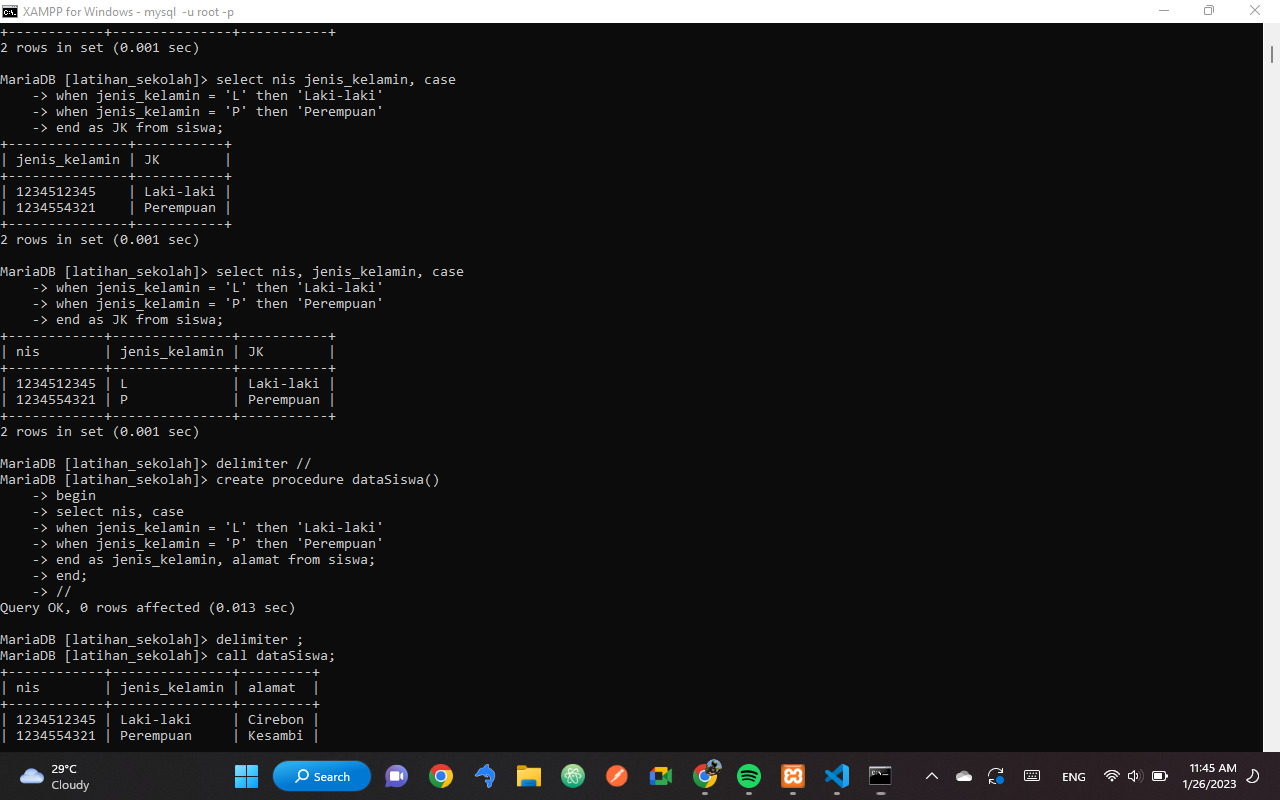 XAMPP for Windows - mysql  -u root -p
+------------+---------------+-----------+
2 rows in set (0.001 sec)
MariaDB [latihan_sekolah]> select nis jenis_kelamin, case
    -> when jenis_kelamin = 'L' then 'Laki-laki'
    -> when jenis_kelamin = 'P' then 'Perempuan'
    -> end as JK from siswa;
+---------------+-----------+
| jenis_kelamin | JK        |
+---------------+-----------+
| 1234512345    | Laki-laki |
| 1234554321    | Perempuan |
+---------------+-----------+
2 rows in set (0.001 sec)
MariaDB [latihan_sekolah]> select nis, jenis_kelamin, case
    -> when jenis_kelamin = 'L' then 'Laki-laki'
    -> when jenis_kelamin = 'P' then 'Perempuan'
    -> end as JK from siswa;
+------------+---------------+-----------+
| nis        | jenis_kelamin | JK        |
+------------+---------------+-----------+
| 1234512345 | L             | Laki-laki |
| 1234554321 | P             | Perempuan |
+------------+---------------+-----------+
2 rows in set (0.001 sec)
MariaDB [latihan_sekolah]> delimiter //
MariaDB [latihan_sekolah]> create procedure dataSiswa()
    -> begin
    -> select nis, case
    -> when jenis_kelamin = 'L' then 'Laki-laki'
    -> when jenis_kelamin = 'P' then 'Perempuan'
    -> end as jenis_kelamin, alamat from siswa;
    -> end;
    -> //
Query OK, 0 rows affected (0.013 sec)
MariaDB [latihan_sekolah]> delimiter ;
MariaDB [latihan_sekolah]> call dataSiswa;
+------------+---------------+---------+
| nis        | jenis_kelamin | alamat  |
+------------+---------------+---------+
| 1234512345 | Laki-laki     | Cirebon |
| 1234554321 | Perempuan     | Kesambi |
29°C
Cloudy
Search
ENG
11:45 AM
1/26/2023